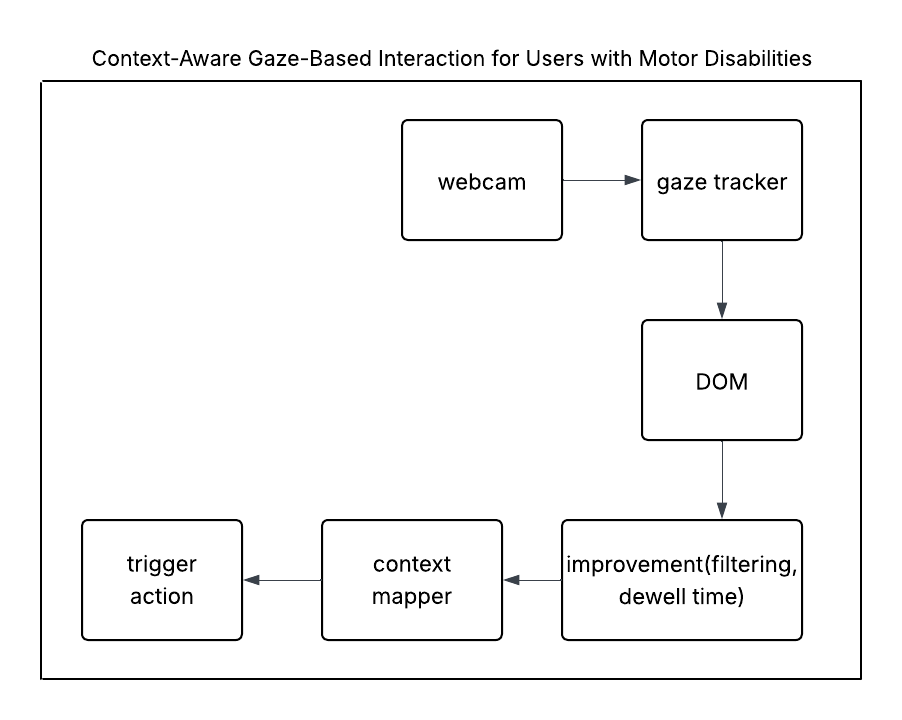 Context-Aware Gaze-Based Interaction for Users with Motor Disabilities
webcam
gaze tracker
DOM
trigger
action
context
mapper
improvement(filtering,
dewell time)